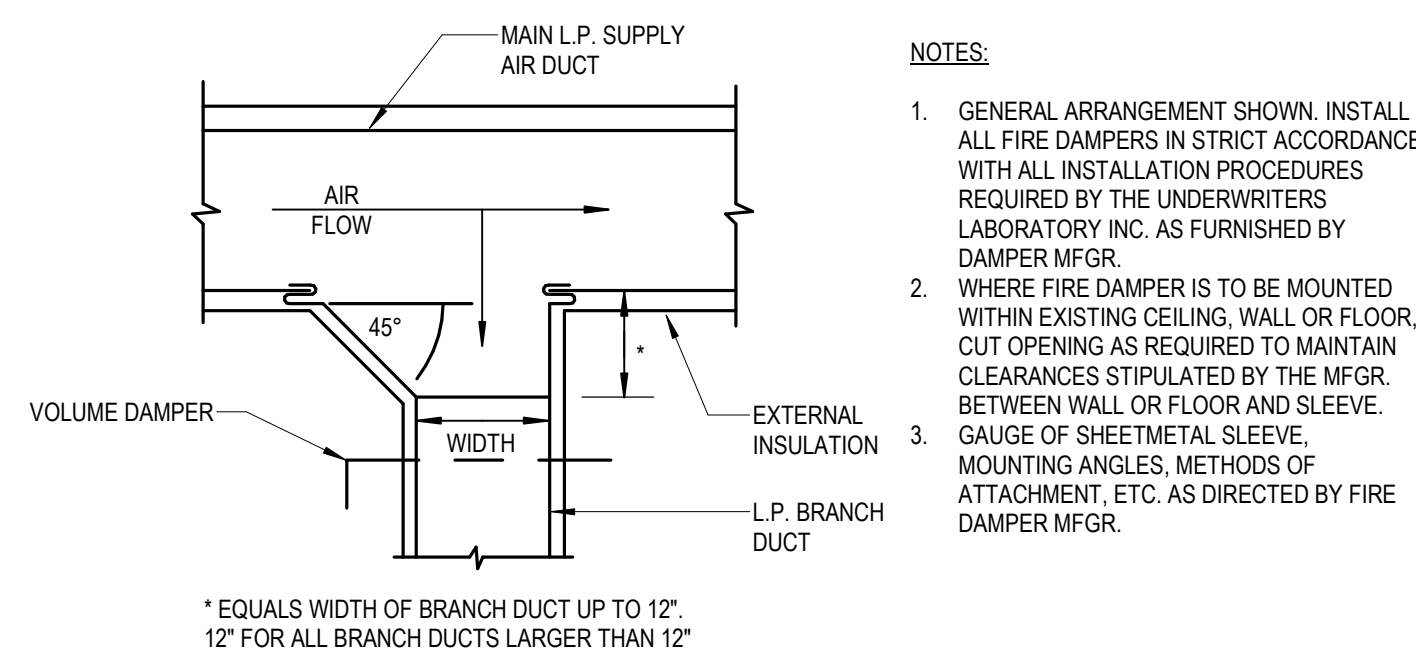 MAIN L.P. SUPPLY
AIR DUCT
AIR
FLOW
45°
*
VOLUME DAMPER
WIDTH
EXTERNAL
INSULATION
L.P. BRANCH
DUCT
* EQUALS WIDTH OF BRANCH DUCT UP TO 12".
12" FOR ALL BRANCH DUCTS LARGER THAN 12"
NOTES:
1. GENERAL ARRANGEMENT SHOWN. INSTALL
ALL FIRE DAMPERS IN STRICT ACCORDANCE
WITH ALL INSTALLATION PROCEDURES
REQUIRED BY THE UNDERWRITERS
LABORATORY INC. AS FURNISHED BY
DAMPER MFGR.
2. WHERE FIRE DAMPER IS TO BE MOUNTED
WITHIN EXISTING CEILING, WALL OR FLOOR,
CUT OPENING AS REQUIRED TO MAINTAIN
CLEARANCES STIPULATED BY THE MFGR.
BETWEEN WALL OR FLOOR AND SLEEVE.
3. GAUGE OF SHEETMETAL SLEEVE,
MOUNTING ANGLES, METHODS OF
ATTACHMENT, ETC. AS DIRECTED BY FIRE
DAMPER MFGR.